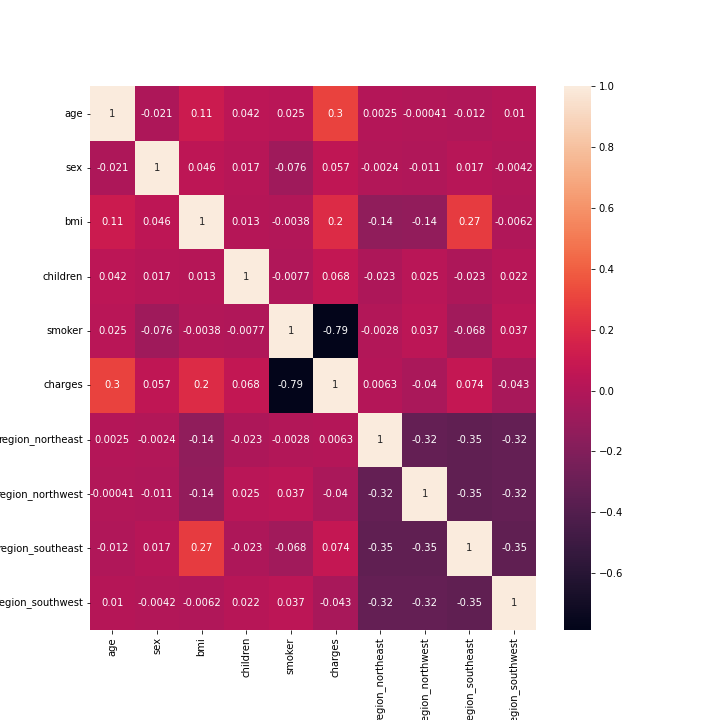 age 1 -0.021 0.11 0.042 0.025 0.3 0.0025 -0.00041 -0.012 0.01
sex -0.021 1 0.046 0.017 -0.076 0.057 -0.0024 -0.011 0.017 -0.0042
bmi 0.11 0.046 1 0.013 -0.0038 0.2 -0.14 -0.14 0.27 -0.0062
children 0.042 0.017 0.013 1 -0.0077 0.068 -0.023 0.025 -0.023 0.022
smoker 0.025 -0.076 -0.0038 -0.0077 1 -0.79 -0.0028 0.037 -0.068 0.037
charges 0.3 0.057 0.2 0.068 -0.79 1 0.0063 -0.04 0.074 -0.043
region_northeast 0.0025 -0.0024 -0.14 -0.023 -0.0028 0.0063 1 -0.32 -0.35 -0.32
region_northwest -0.00041 -0.011 -0.14 0.025 0.037 -0.04 -0.32 1 -0.35 -0.32
region_southeast -0.012 0.017 0.27 -0.023 -0.068 0.074 -0.35 -0.35 1 -0.35
egion_southwest 0.01 -0.0042 -0.0062 0.022 0.037 -0.043 -0.32 -0.32 -0.35 1
age
sex
bmi
children
smoker
charges
region_northeast
region_northwest
region_southeast
region_southwest
1.0
0.8
0.6
0.4
0.2
0.0
−0.2
−0.4
−0.6